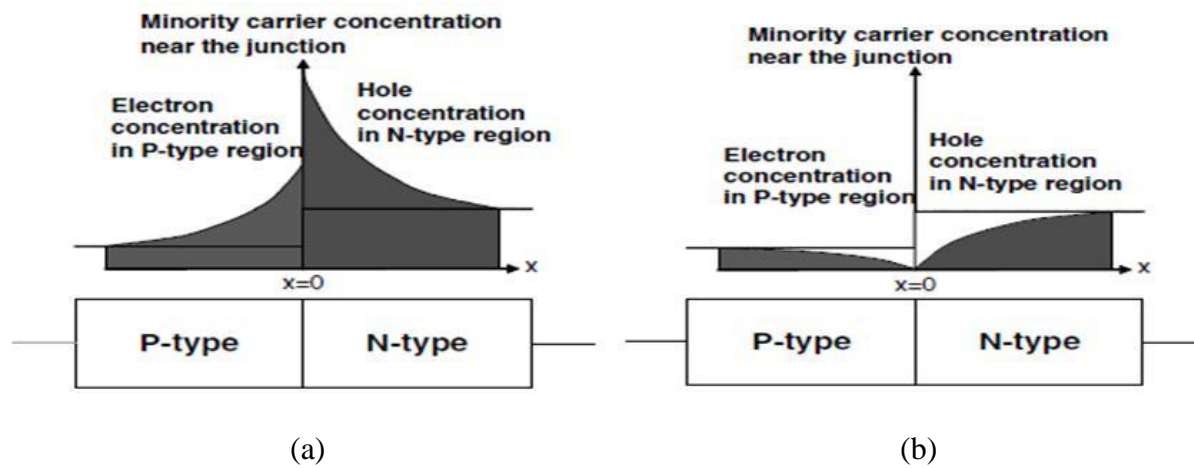 Minority carrier concentration
near the junction
Electron
concentration
in P-type region
Hole
concentration
in N-type region
x
x=0
P-type
N-type
(a)
Minority carrier concentration
near the junction
Electron
concentration
in P-type region
Hole
concentration
in N-type region
x
x=0
P-type
N-type
(b)